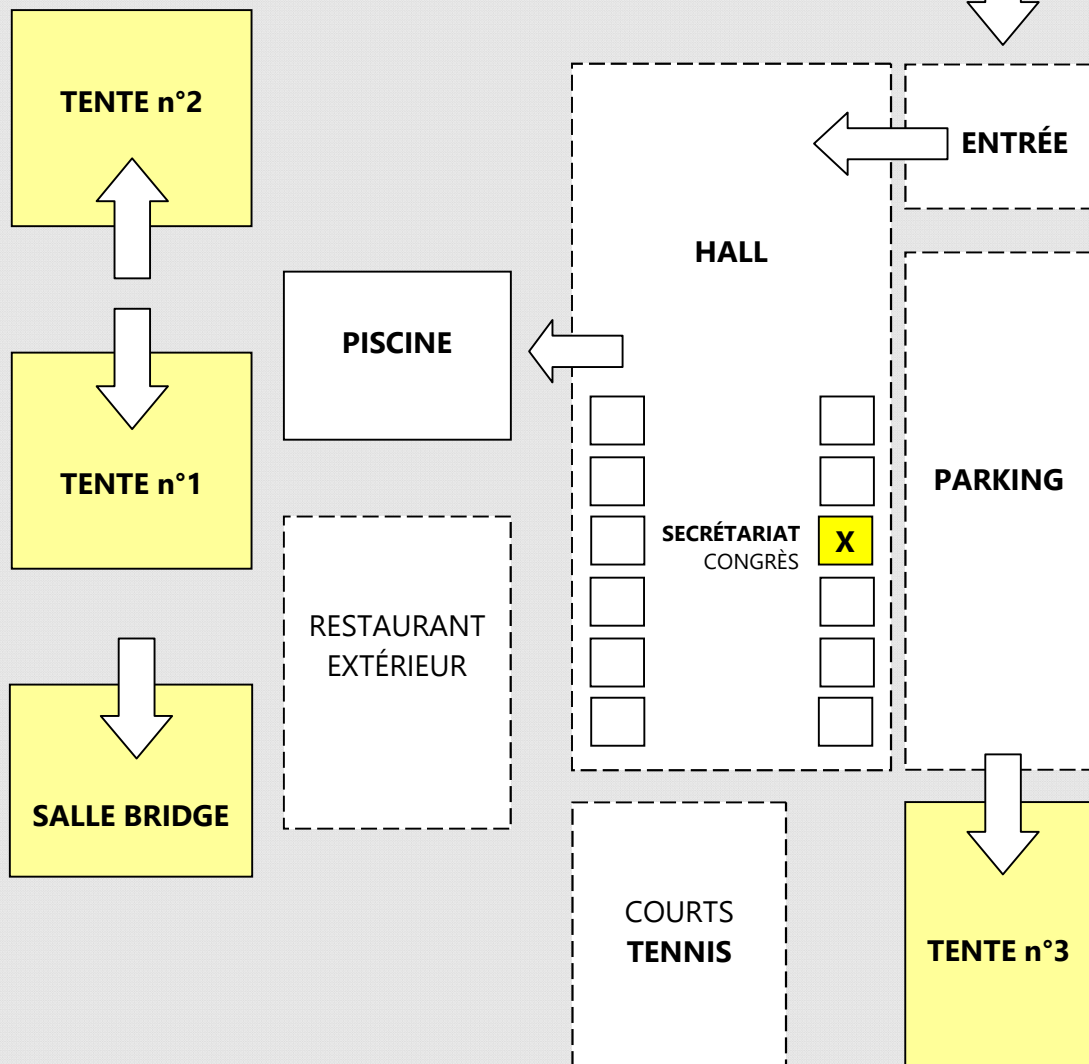 TENTE n°2
ENTRÉE
HALL
PISCINE
TENTE n°1
PARKING
SECRÉTARIAT
CONGRÈS
X
RESTAURANT
EXTÉRIEUR
SALLE BRIDGE
COURTS
TENNIS
TENTE n°3